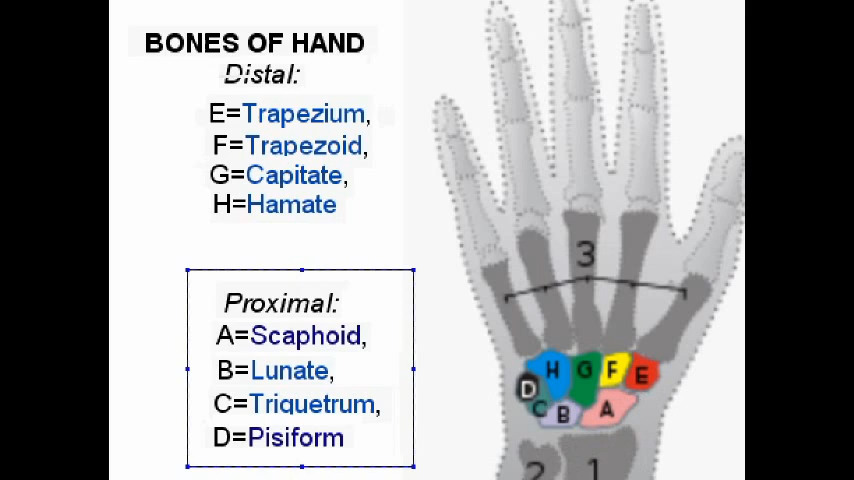 BONES OF HAND
Distal:
E=Trapezium,
F=Trapezoid,
G=Capitate,
H=Hamate
Proximal:
A=Scaphoid,
B=Lunate,
C=Triquetrum,
D=Pisiform
3
H G F E
D
C B A
2 1